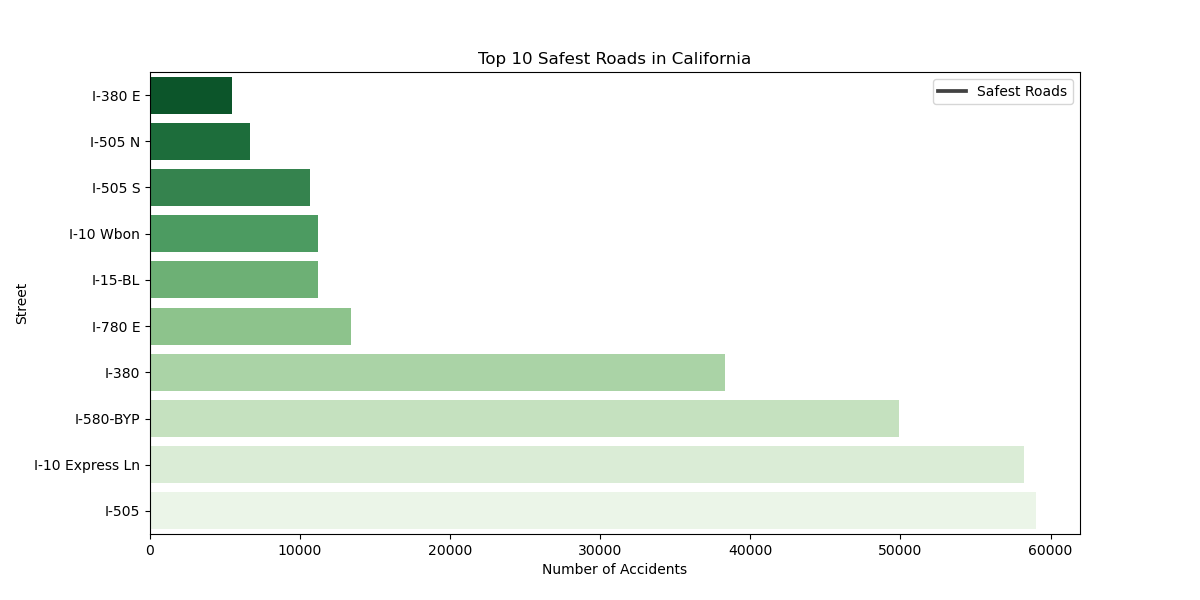 Top 10 Safest Roads in California
Safest Roads
Street
I-380 E
I-505 N
I-505 S
I-10 Wbon
I-15-BL
I-780 E
I-380
I-580-BYP
I-10 Express Ln
I-505
0 10000 20000 30000 40000 50000 60000
Number of Accidents